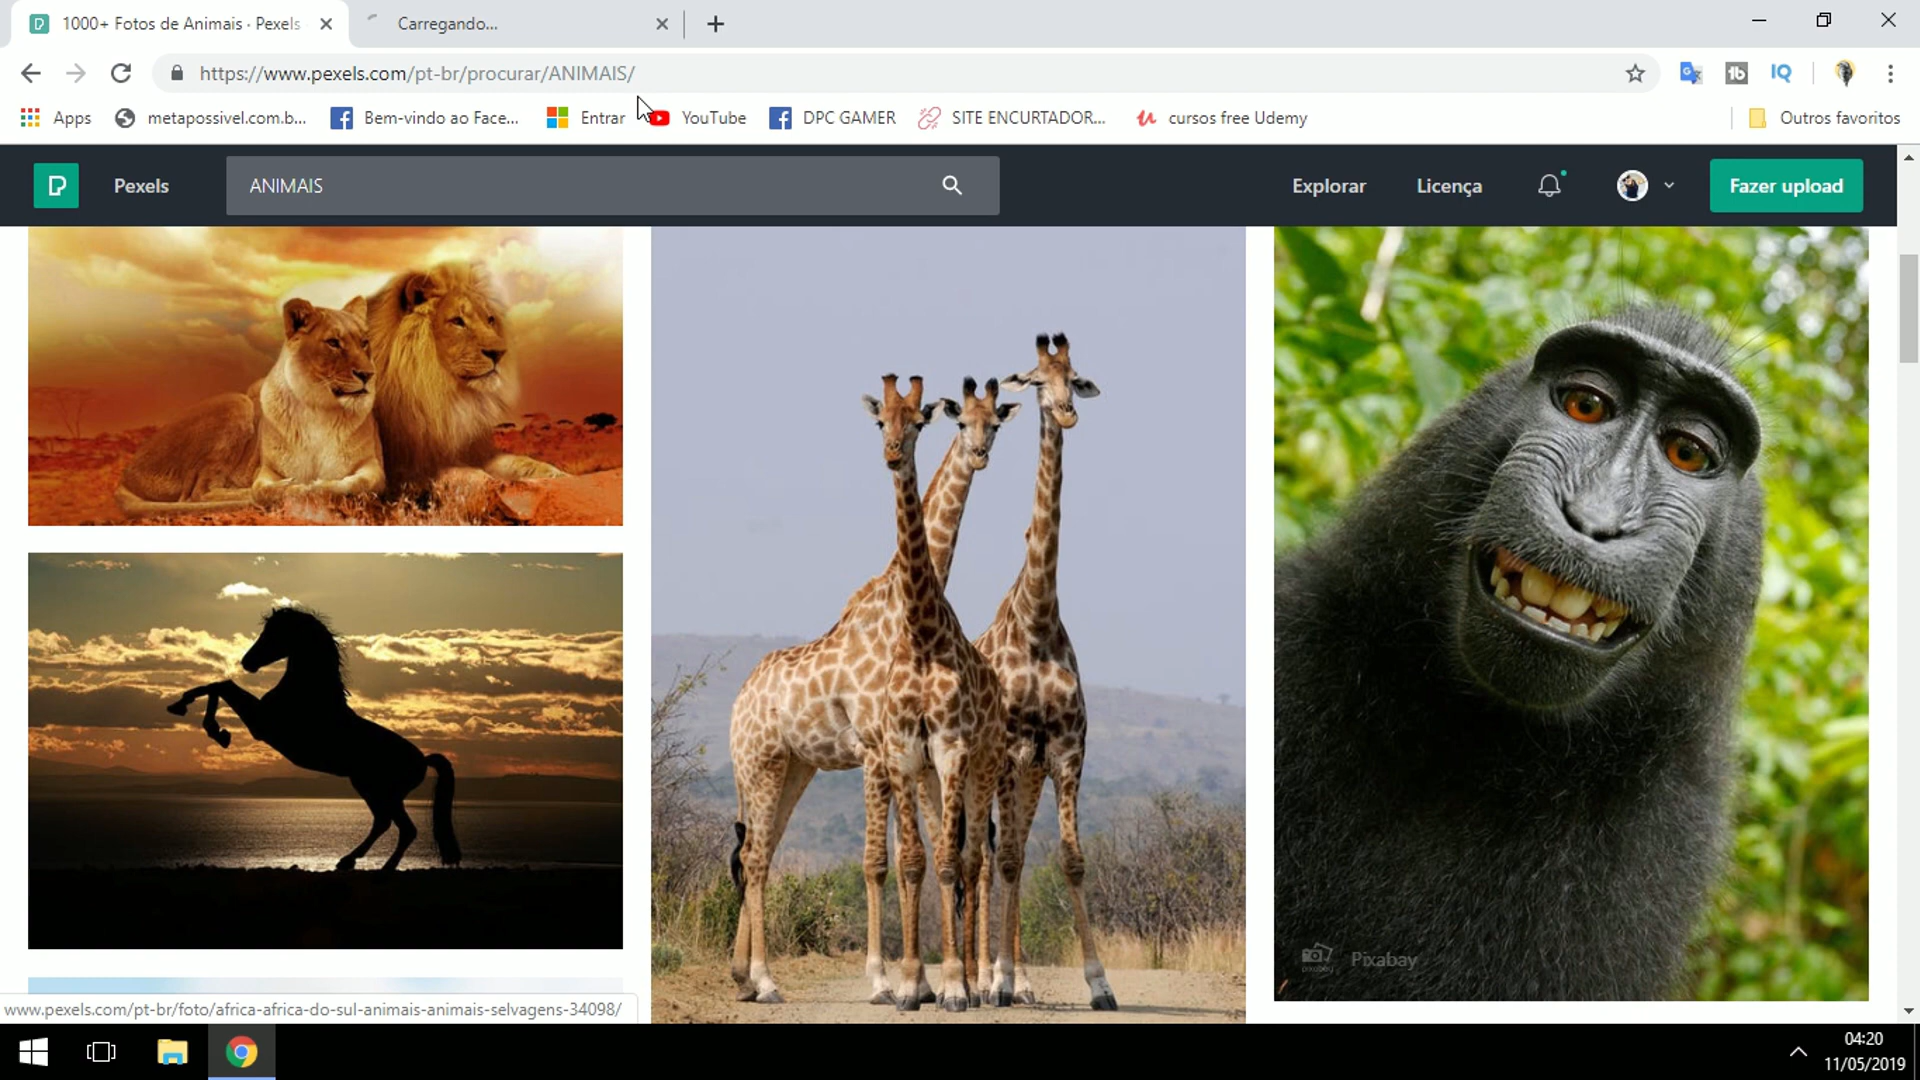 1000+ Fotos de Animais · Pexels
Carregando...
https://www.pexels.com/pt-br/procurar/ANIMAIS/
Apps
metapossivel.com.b...
Bem-vindo ao Face...
Entrar
YouTube
DPC GAMER
SITE ENCURTADOR...
cursos free Udemy
Outros favoritos
Pexels
ANIMAIS
Explorar
Licença
Fazer upload
Pixabay
www.pexels.com/pt-br/foto/africa-africa-do-sul-animais-animais-selvagens-34098/
04:20
11/05/2019